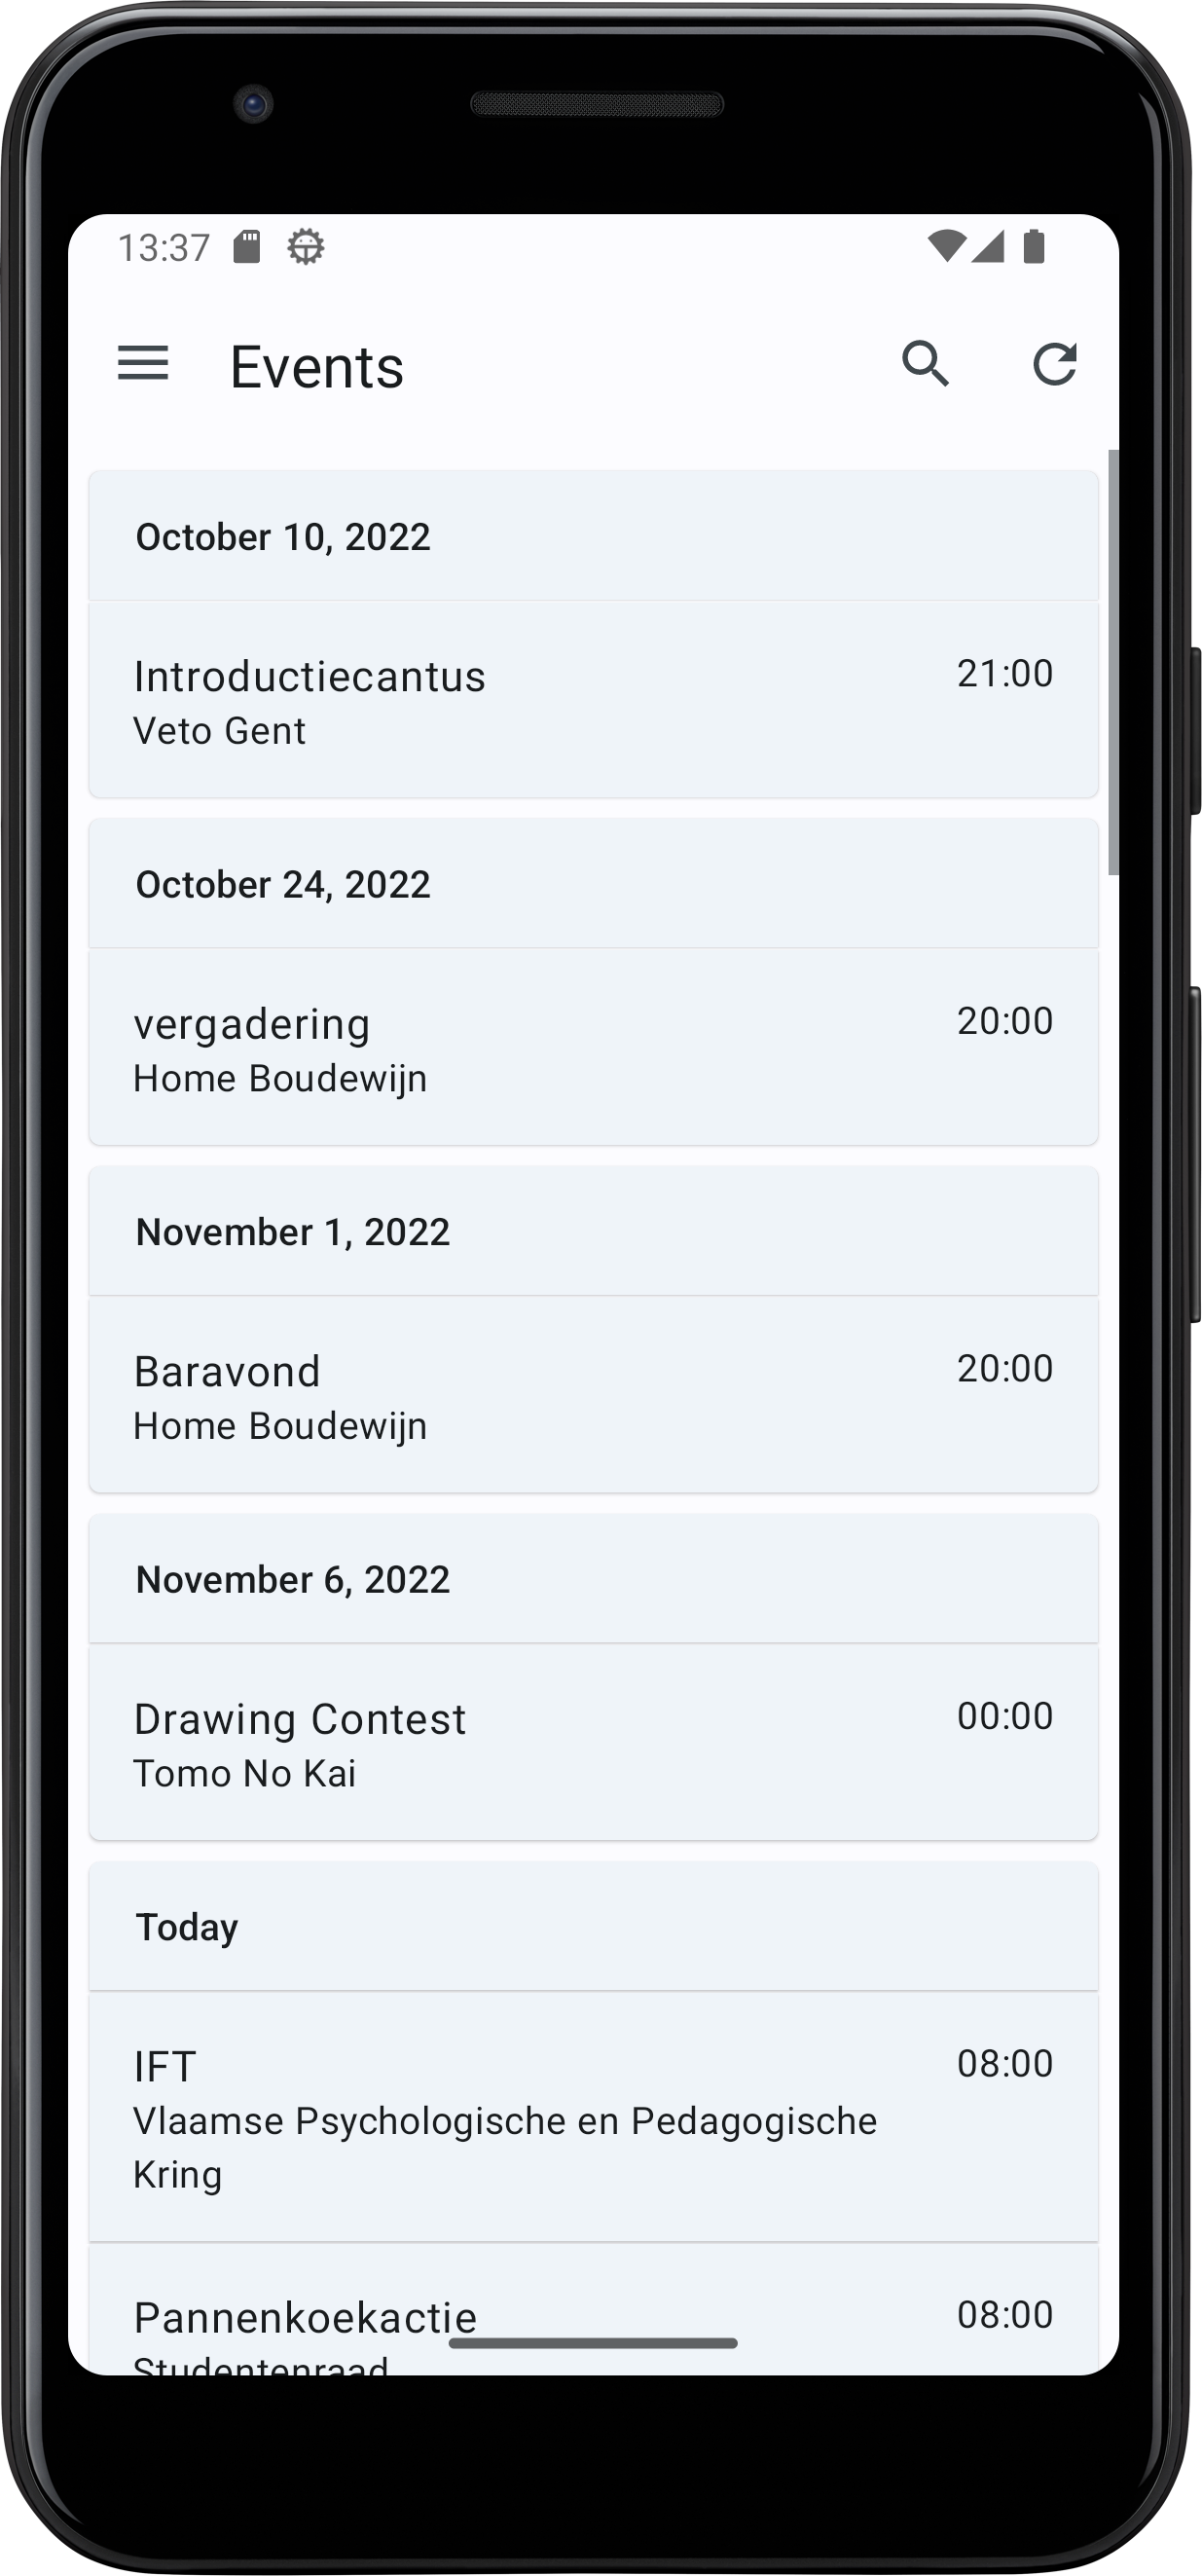 13:37
Events
October 10, 2022
Introductiecantus 21:00
Veto Gent
October 24, 2022
vergadering 20:00
Home Boudewijn
November 1, 2022
Baravond 20:00
Home Boudewijn
November 6, 2022
Drawing Contest 00:00
Tomo No Kai
Today
IFT 08:00
Vlaamse Psychologische en Pedagogische
Kring
Pannenkoekactie 08:00
Studentenraad